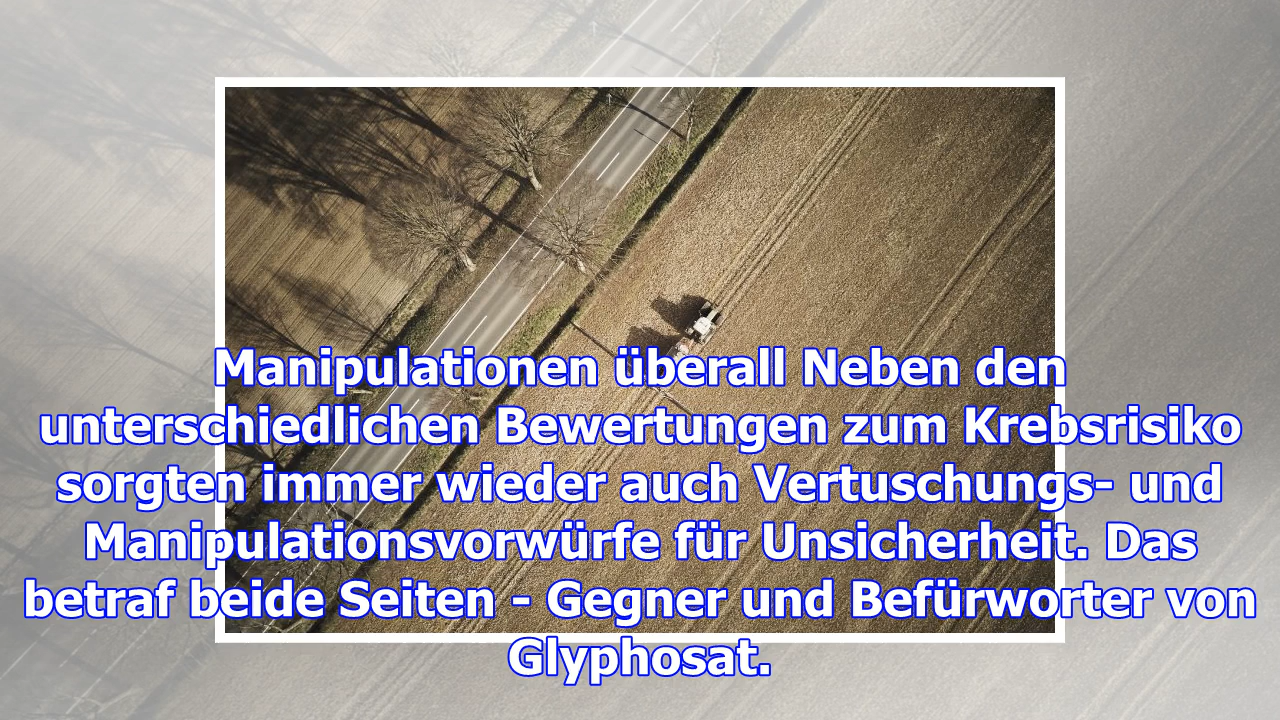 Manipulationen überall Neben den
unterschiedlichen Bewertungen zum Krebsrisiko
sorgten immer wieder auch Vertuschungs- und
Manipulationsvorwürfe für Unsicherheit. Das
betraf beide Seiten - Gegner und Befürworter von
Glyphosat.